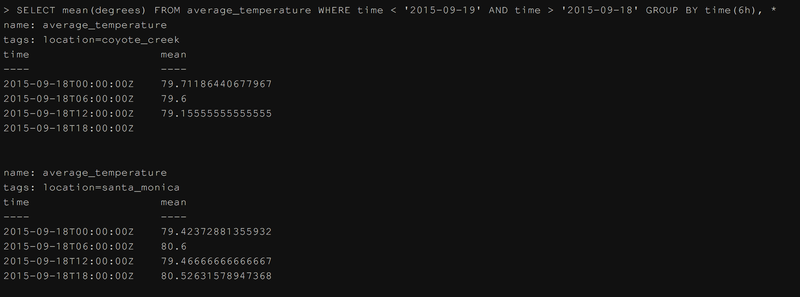 > SELECT mean(degrees) FROM average_temperature WHERE time < '2015-09-19' AND time > '2015-09-18' GROUP BY time(6h), *
name: average_temperature
tags: location=coyote_creek
time mean
---- ----
2015-09-18T00:00:00Z 79.71186440677967
2015-09-18T06:00:00Z 79.6
2015-09-18T12:00:00Z 79.15555555555555
2015-09-18T18:00:00Z
name: average_temperature
tags: location=santa_monica
time mean
---- ----
2015-09-18T00:00:00Z 79.42372881355932
2015-09-18T06:00:00Z 80.6
2015-09-18T12:00:00Z 79.46666666666667
2015-09-18T18:00:00Z 80.52631578947368